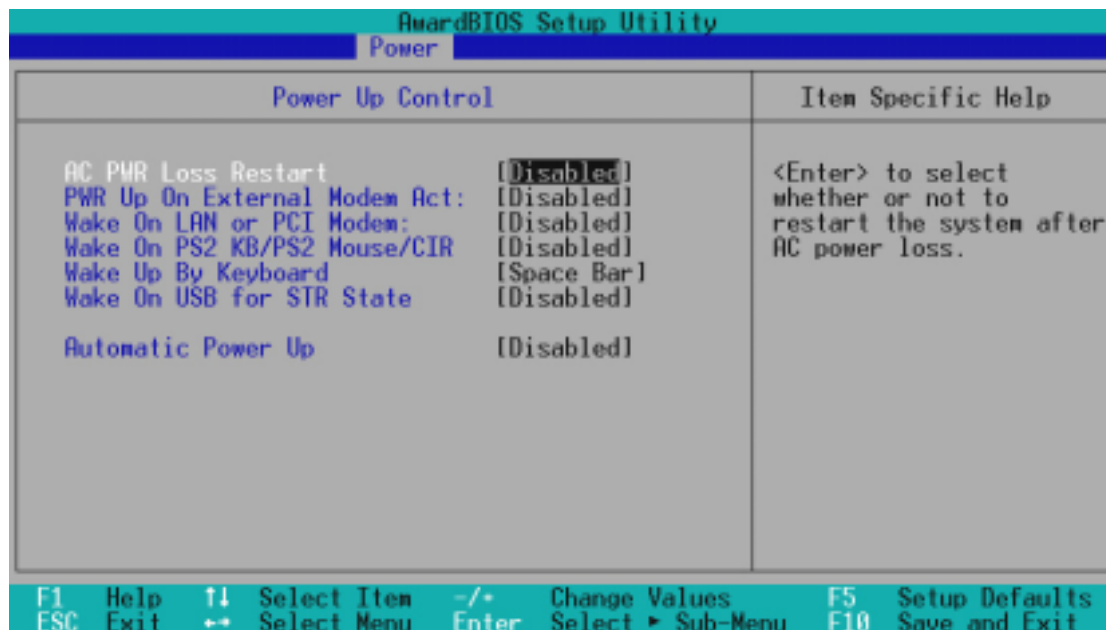 AwardBIOS Setup Utility
Power
Power Up Control
Item Specific Help
AC PWR Loss Restart [Disabled]
PWR Up On External Modem Act: [Disabled]
Wake On LAN or PCI Modem: [Disabled]
Wake On PS2 KB/PS2 Mouse/CIR [Disabled]
Wake Up By Keyboard [Space Bar]
Wake On USB for STR State [Disabled]
Automatic Power Up [Disabled]
<Enter> to select
whether or not to
restart the system after
AC power loss.
F1 Help ↑↓ Select Item -/+ Change Values F5 Setup Defaults
ESC Exit ←→ Select Menu Enter Select ► Sub-Menu F10 Save and Exit